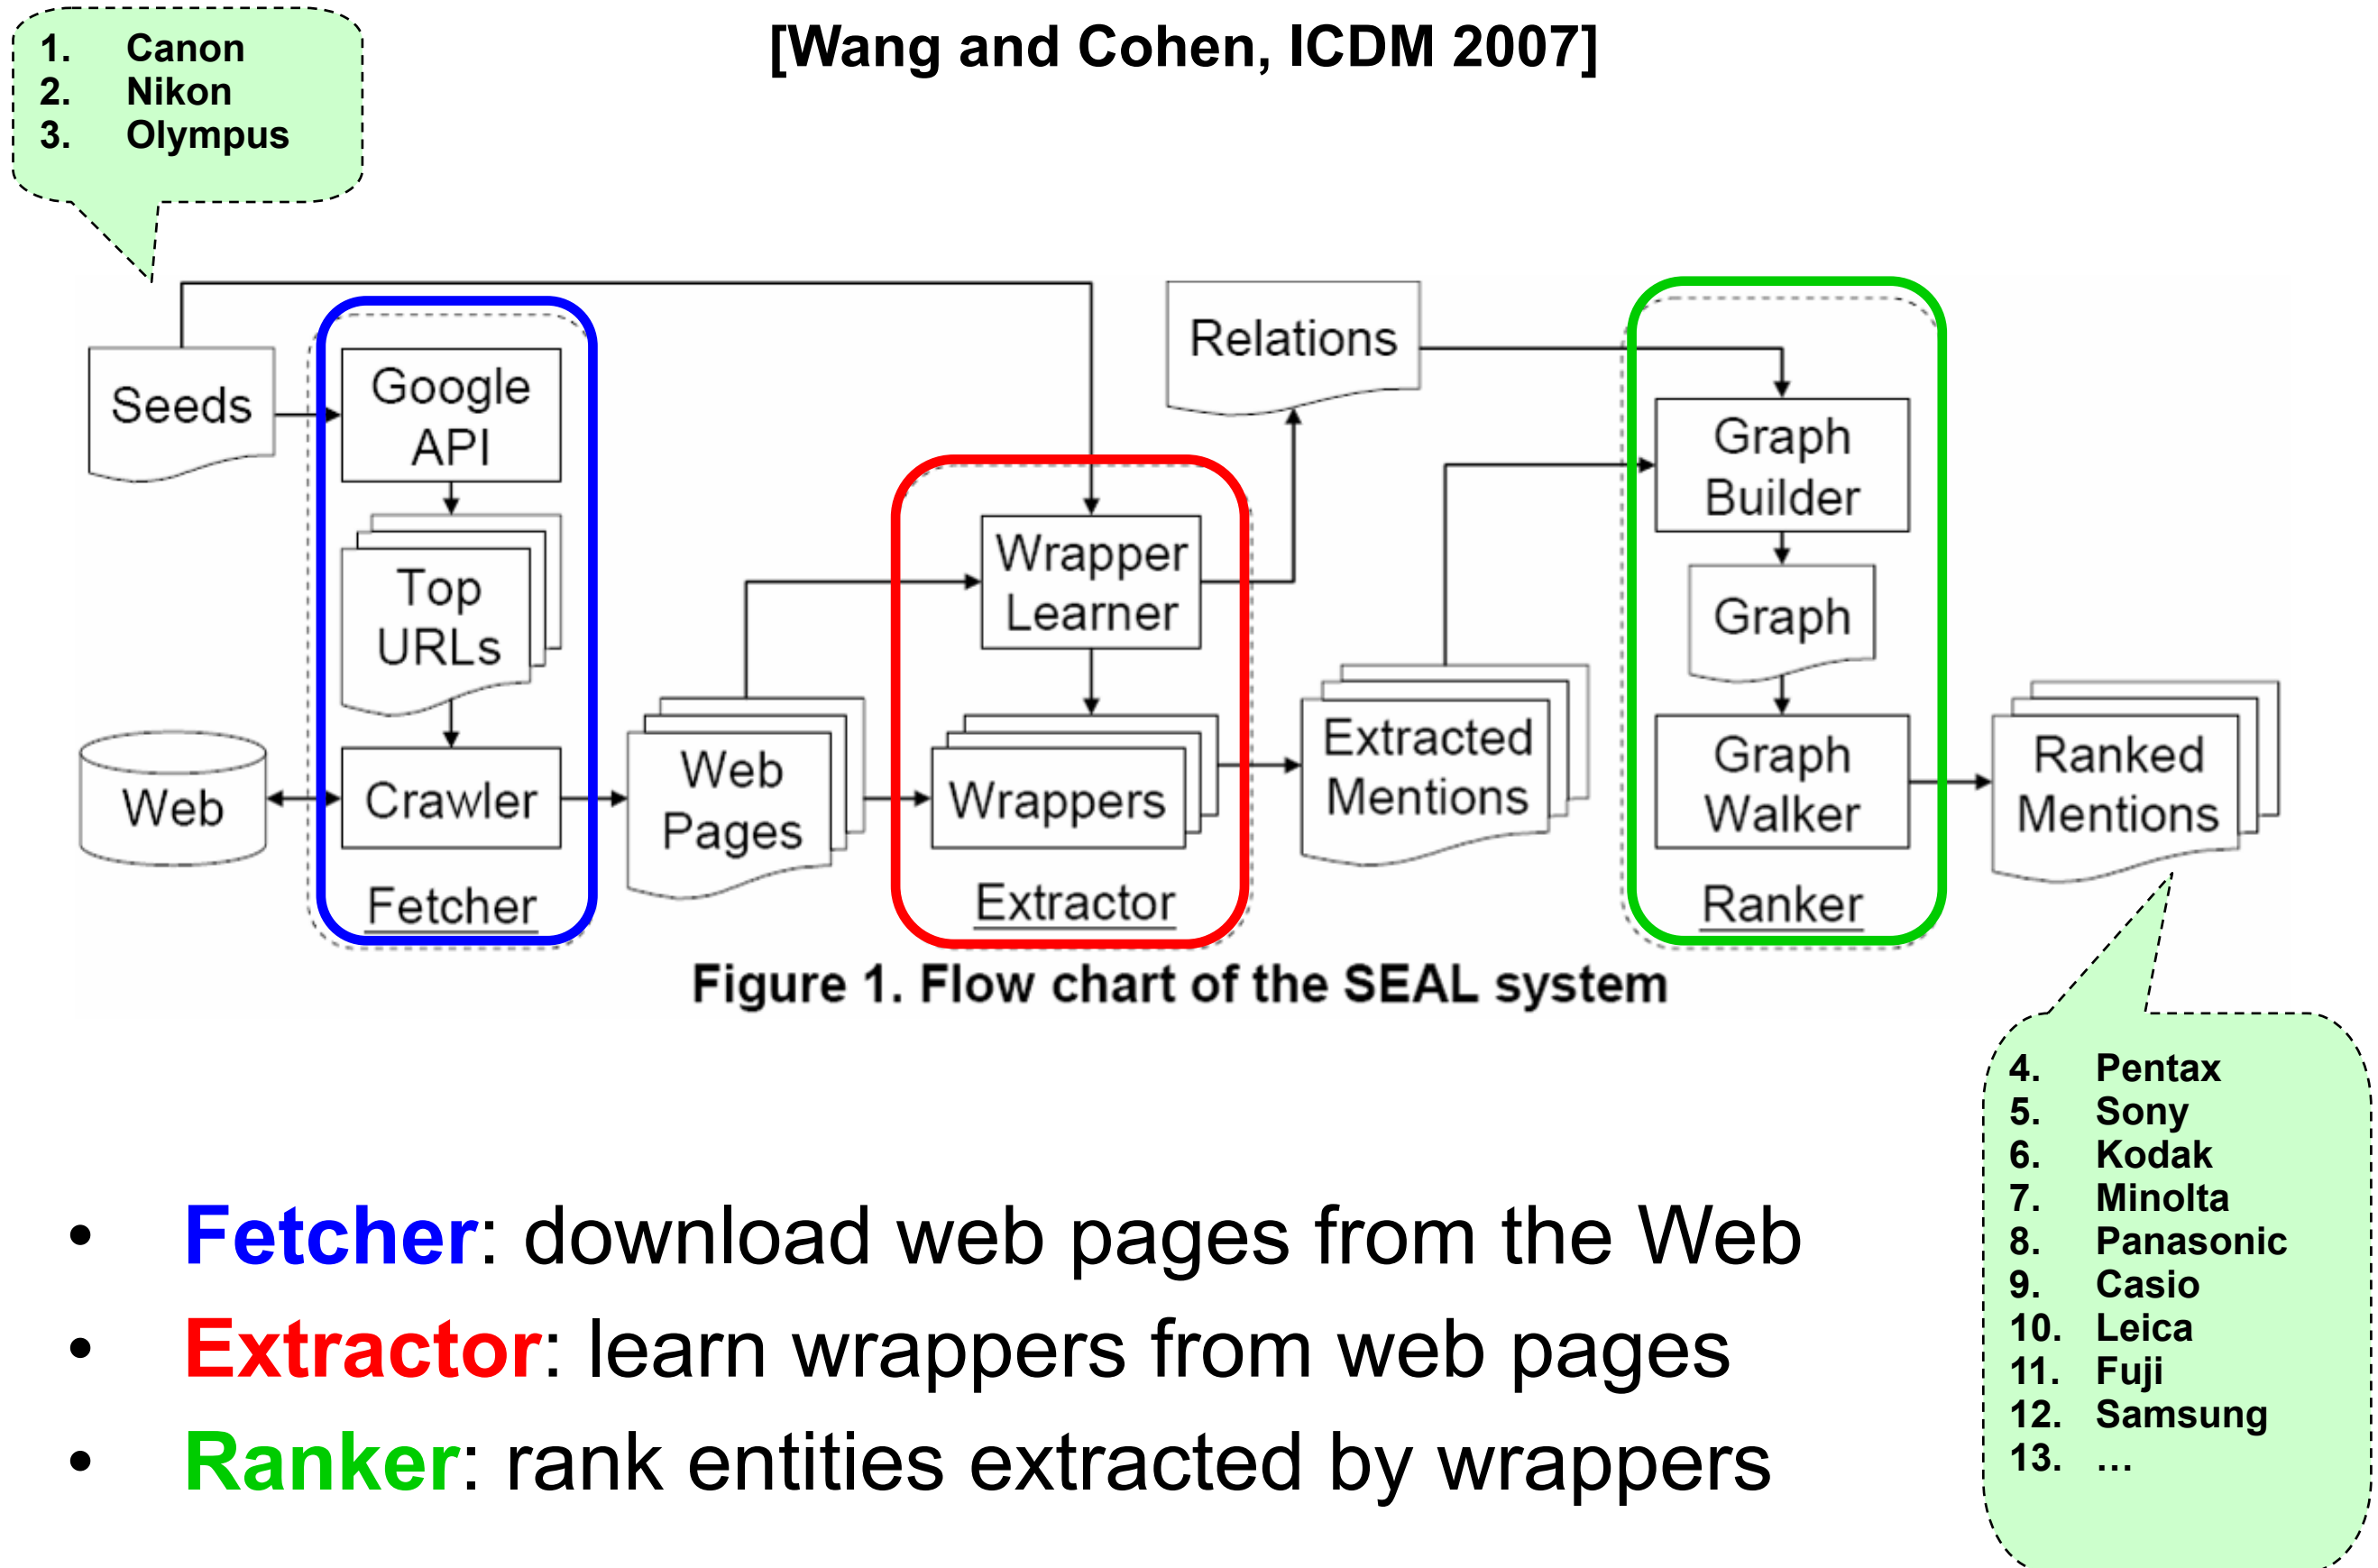 [Wang and Cohen, ICDM 2007]
1. Canon
2. Nikon
3. Olympus
Seeds
Google
API
Top
URLs
Web
Crawler
Fetcher
Web
Pages
Wrapper
Learner
Wrappers
Extractor
Relations
Extracted
Mentions
Graph
Builder
Graph
Graph
Walker
Ranker
Ranked
Mentions
Figure 1. Flow chart of the SEAL system
4. Pentax
5. Sony
6. Kodak
7. Minolta
8. Panasonic
9. Casio
10. Leica
11. Fuji
12. Samsung
13. …
• Fetcher: download web pages from the Web
• Extractor: learn wrappers from web pages
• Ranker: rank entities extracted by wrappers